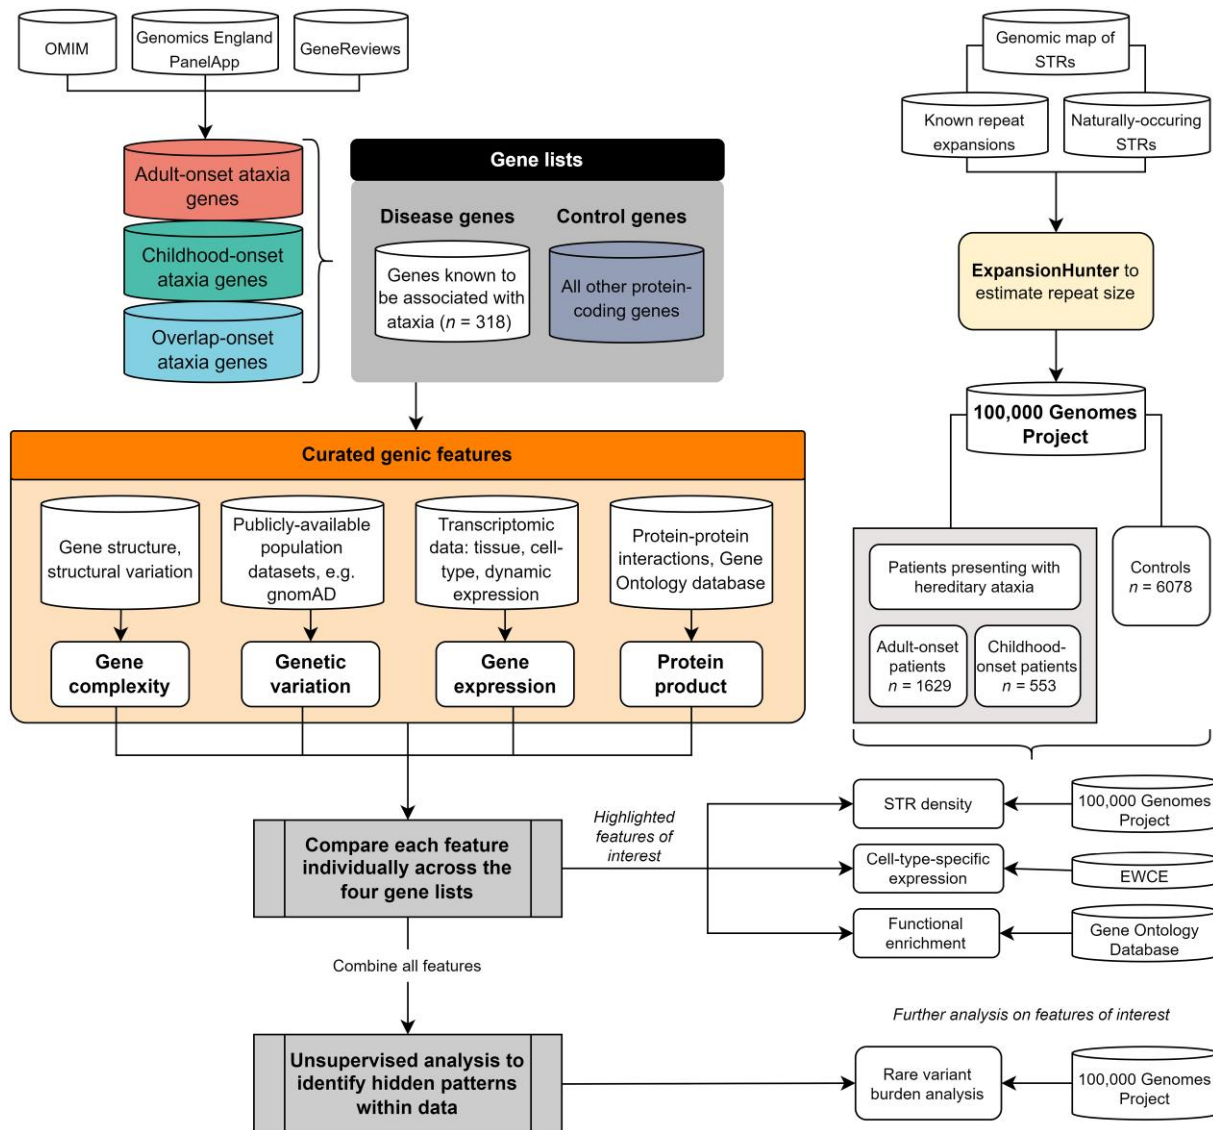 OMIM
Genomics England
PanelApp
GeneReviews
Adult-onset ataxia
genes
Childhood-onset
ataxia genes
Overlap-onset
ataxia genes
Gene lists
Disease genes
Genes known to
be associated with
ataxia (n = 318)
Control genes
All other protein-
coding genes
Curated genic features
Gene structure,
structural variation
Publicly-available
population
datasets, e.g.
gnomAD
Transcriptomic
data: tissue, cell-
type, dynamic
expression
Protein-protein
interactions, Gene
Ontology database
Gene
complexity
Genetic
variation
Gene
expression
Protein
product
Compare each feature
individually across the
four gene lists
Highlighted
features of
interest
Combine all features
Unsupervised analysis to
identify hidden patterns
within data
Genomic map of
STRs
Known repeat
expansions
Naturally-occuring
STRs
ExpansionHunter to
estimate repeat size
100,000 Genomes
Project
Patients presenting with
hereditary ataxia
Adult-onset
patients
n = 1629
Childhood-
onset patients
n = 553
Controls
n = 6078
STR density
100,000 Genomes
Project
Cell-type-specific
expression
EWCE
Functional
enrichment
Gene Ontology
Database
Further analysis on features of interest
Rare variant
burden analysis
100,000 Genomes
Project